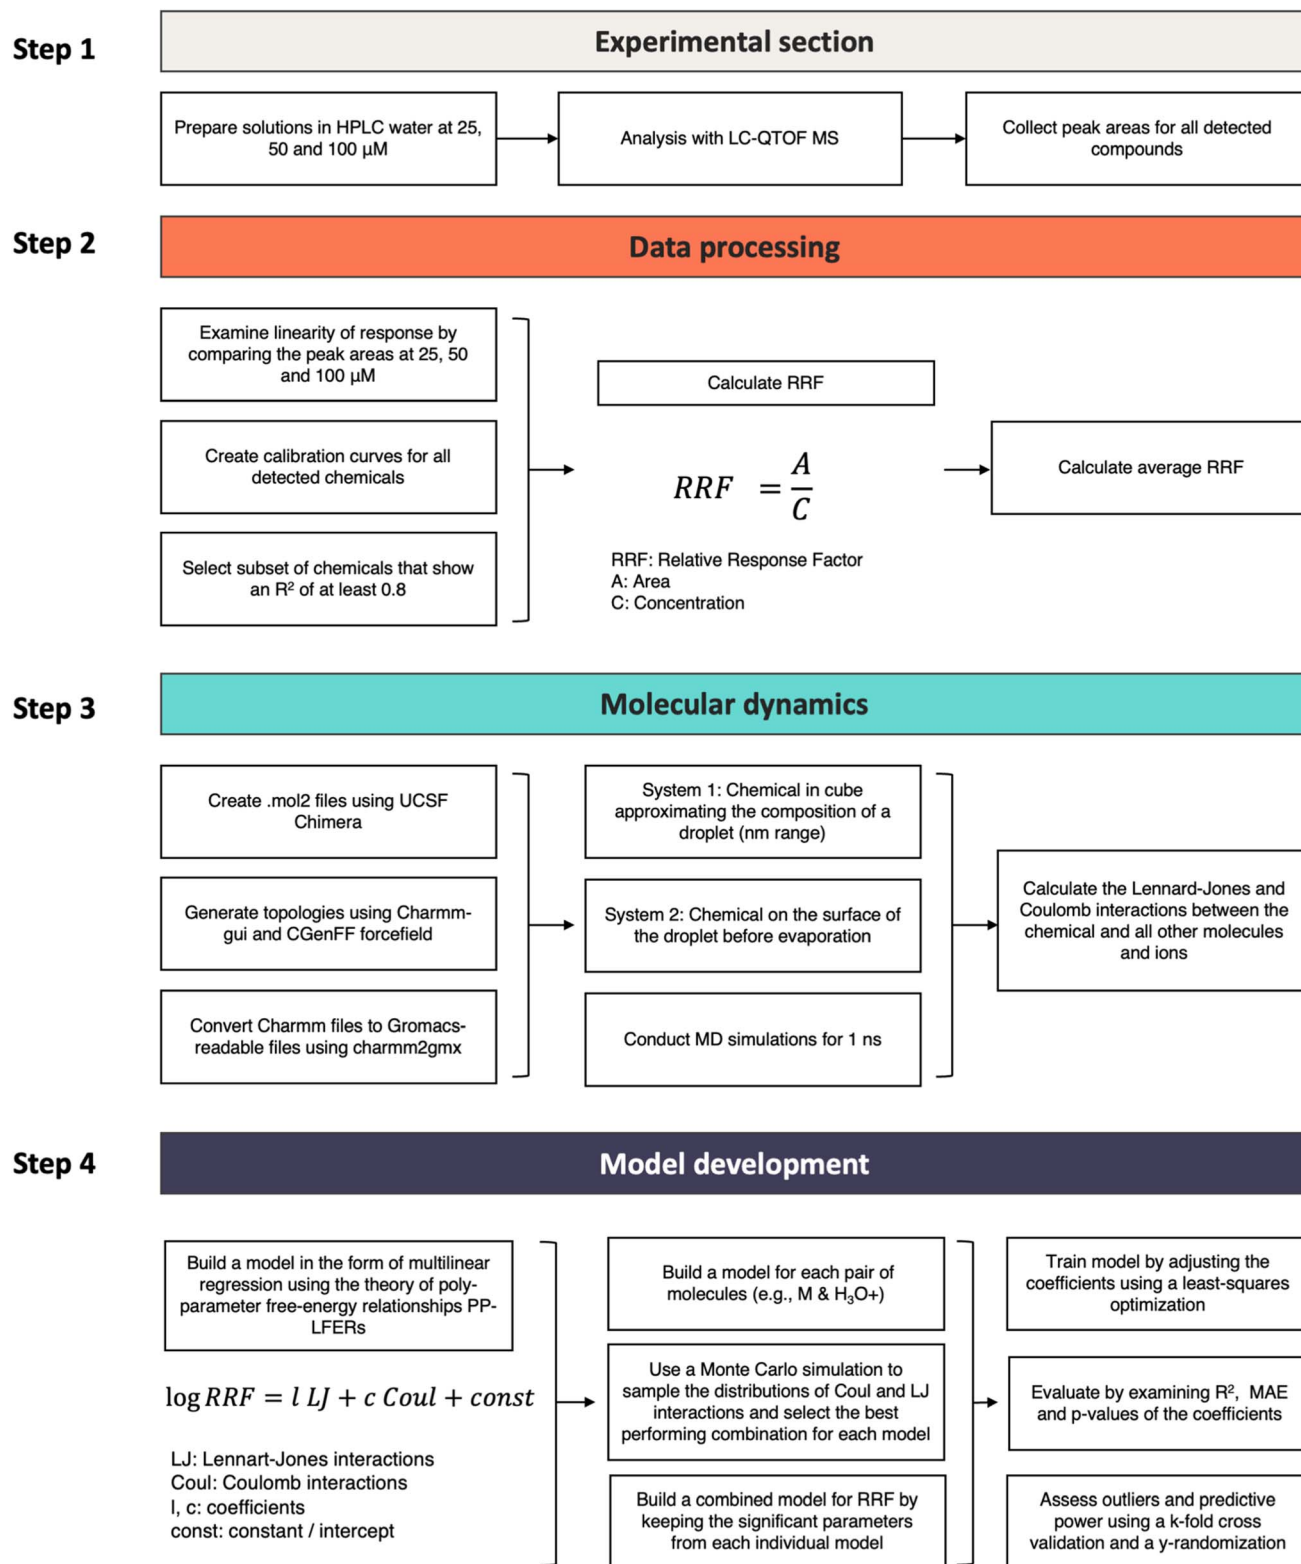 Step 1
Experimental section
Prepare solutions in HPLC water at 25,
50 and 100 µM
Analysis with LC-QTOF MS
Collect peak areas for all detected
compounds
Step 2
Data processing
Examine linearity of response by
comparing the peak areas at 25, 50
and 100 µM
Create calibration curves for all
detected chemicals
Select subset of chemicals that show
an R² of at least 0.8
Calculate RRF
RRF = A/C
RRF: Relative Response Factor
A: Area
C: Concentration
Calculate average RRF
Step 3
Molecular dynamics
Create .mol2 files using UCSF
Chimera
Generate topologies using Charmm-
gui and CGenFF forcefield
Convert Charmm files to Gromacs-
readable files using charmm2gmx
System 1: Chemical in cube
approximating the composition of a
droplet (nm range)
System 2: Chemical on the surface of
the droplet before evaporation
Conduct MD simulations for 1 ns
Calculate the Lennard-Jones and
Coulomb interactions between the
chemical and all other molecules
and ions
Step 4
Model development
Build a model in the form of multilinear
regression using the theory of poly-
parameter free-energy relationships PP-
LFERs
log RRF = l LJ + c Coul + const
LJ: Lennart-Jones interactions
Coul: Coulomb interactions
l, c: coefficients
const: constant / intercept
Build a model for each pair of
molecules (e.g., M & H₃O+)
Use a Monte Carlo simulation to
sample the distributions of Coul and LJ
interactions and select the best
performing combination for each model
Build a combined model for RRF by
keeping the significant parameters
from each individual model
Train model by adjusting the
coefficients using a least-squares
optimization
Evaluate by examining R², MAE
and p-values of the coefficients
Assess outliers and predictive
power using a k-fold cross
validation and a y-randomization